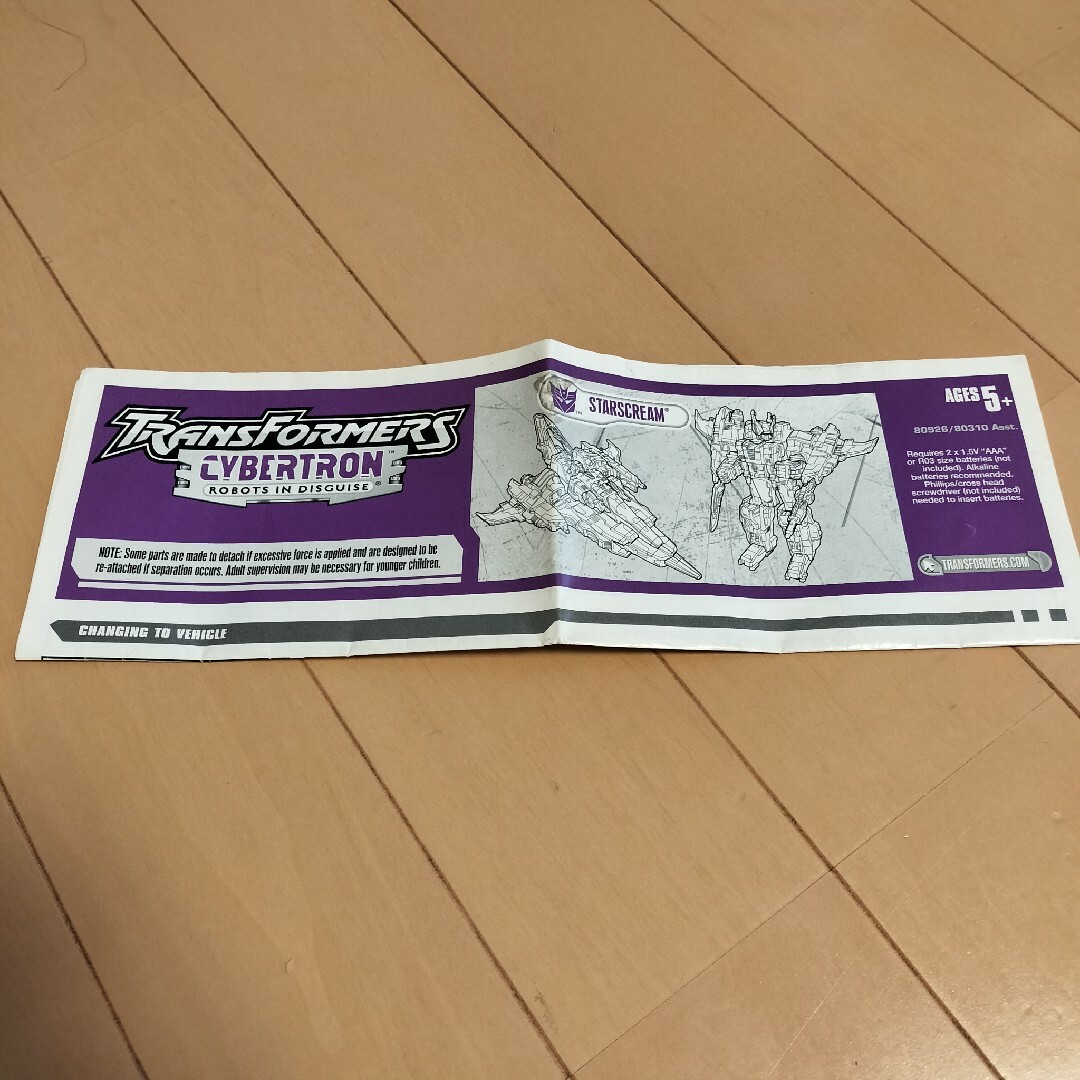 TRANSFORMERS
CYBERTRON™
ROBOTS IN DISGUISE®
NOTE: Some parts are made to detach if excessive force is applied and are designed to be
re-attached if separation occurs. Adult supervision may be necessary for younger children.
STARSCREAM®
AGES 5+
80926/80310 Asst.
Requires 2 x 1.5V "AAA"
or R03 size batteries (not
included). Alkaline
batteries recommended.
Phillips/cross head
screwdriver (not included)
needed to insert batteries.
TRANSFORMERS.COM
CHANGING TO VEHICLE